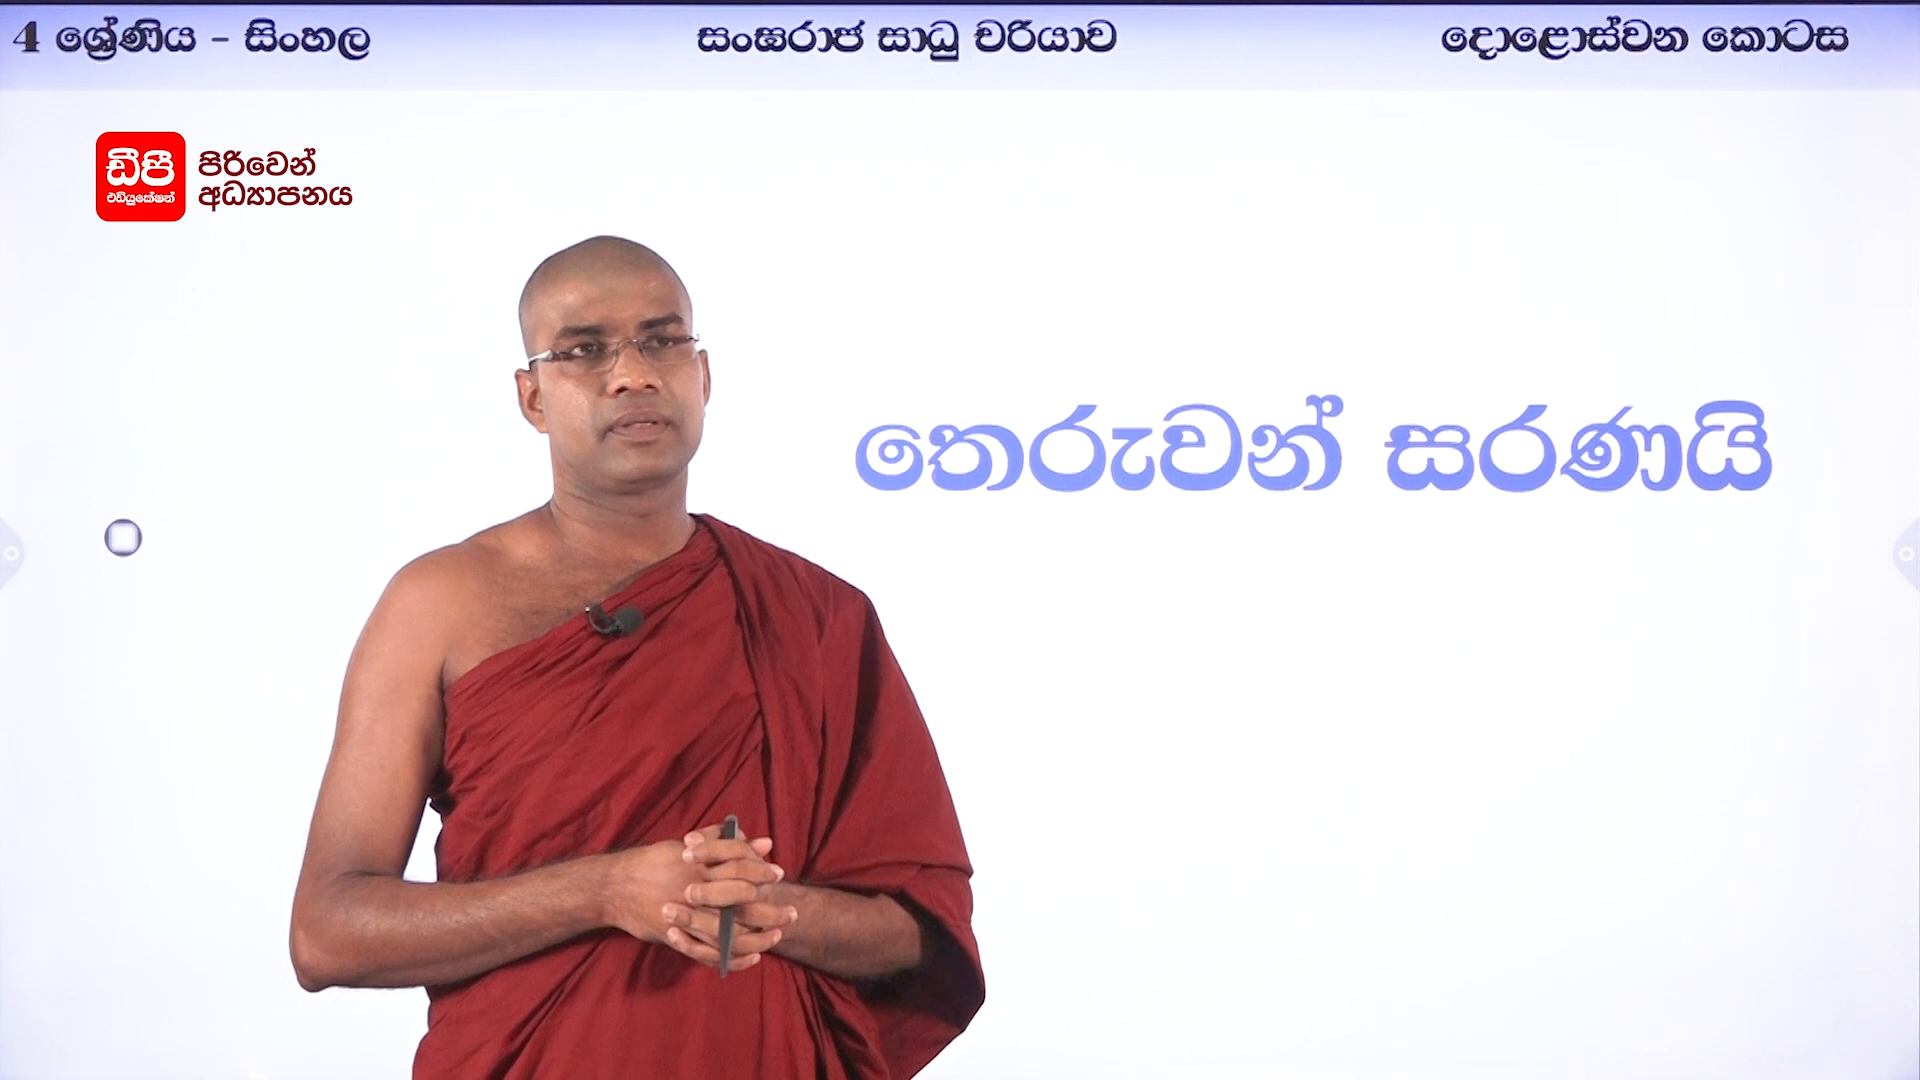 4 ශ්‍රේණිය - සිංහල
සංඝරාජ සාධු චරියාව
දොළොස්වන කොටස
ඩීපී
එඩියුකේෂන්
පිරිවෙන්
අධ්‍යාපනය
තෙරුවන් සරණයි